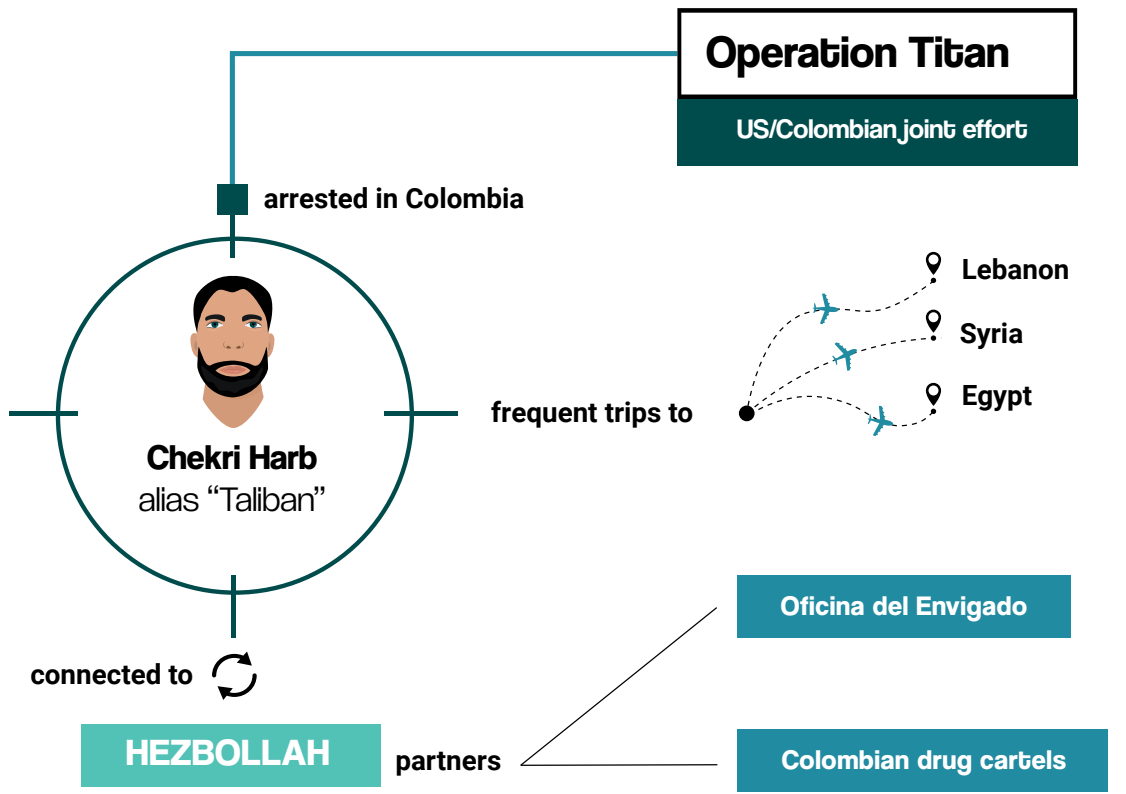 Operation Titan
US/Colombian joint effort
arrested in Colombia
Lebanon
Syria
Egypt
frequent trips to
Chekri Harb
alias “Taliban”
connected to
HEZBOLLAH
partners
Oficina del Envigado
Colombian drug cartels